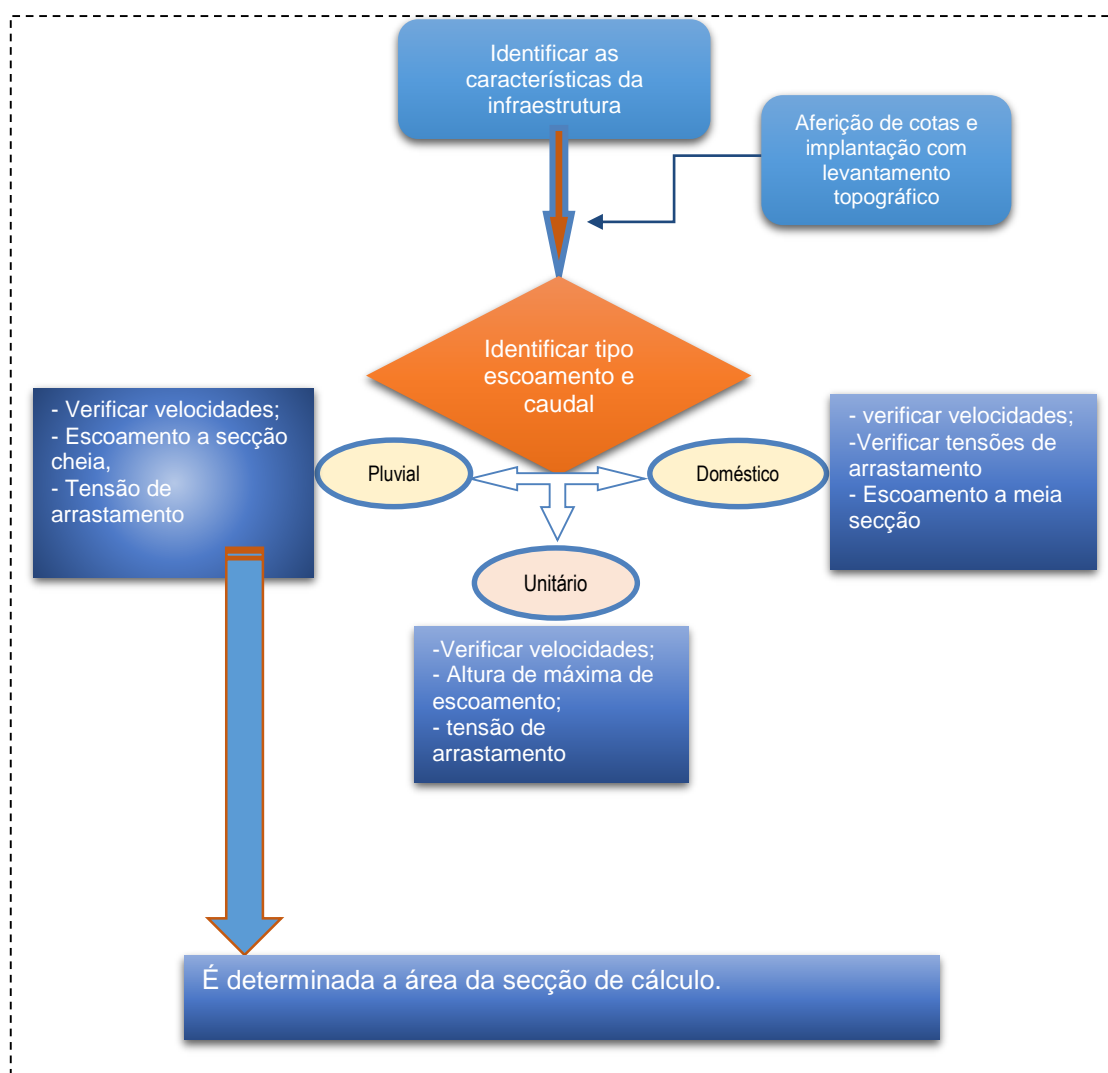 Identificar as
características da
infraestrutura
Aferição de cotas e
implantação com
levantamento
topográfico
Identificar tipo
escoamento e
caudal
- Verificar velocidades;
- Escoamento a secção
cheia,
- Tensão de
arrastamento
Pluvial
Doméstico
- verificar velocidades;
-Verificar tensões de
arrastamento
- Escoamento a meia
secção
Unitário
-Verificar velocidades;
- Altura de máxima de
escoamento;
- tensão de
arrastamento
É determinada a área da secção de cálculo.